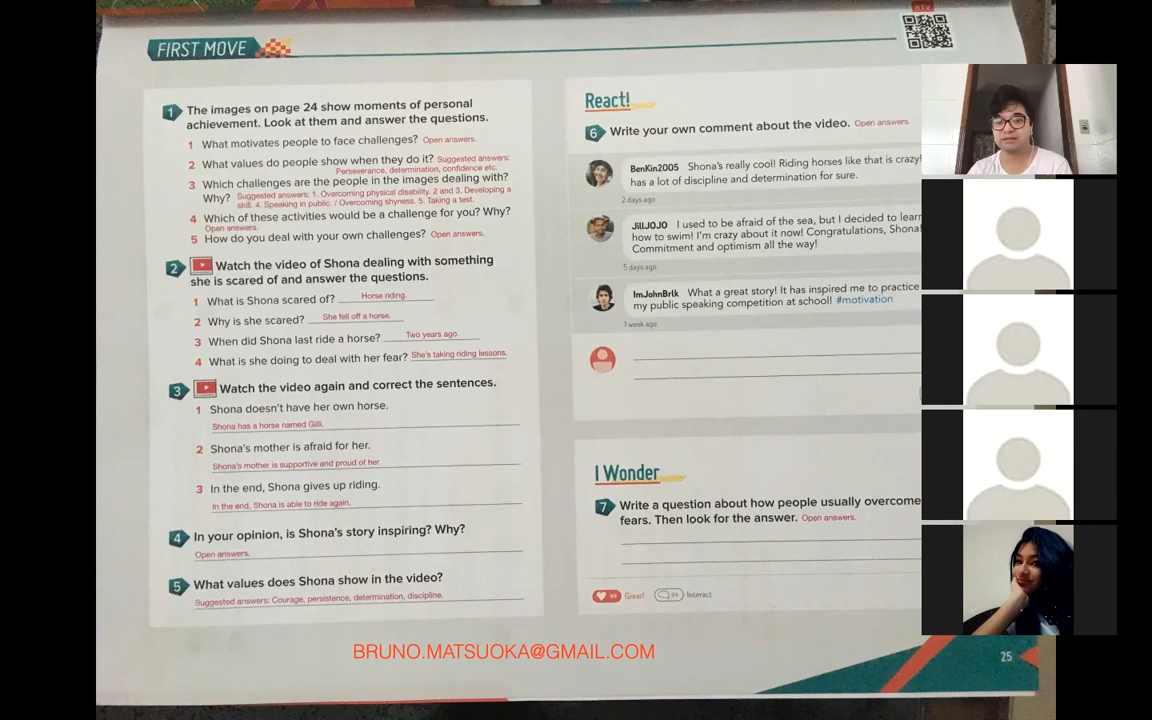 FIRST MOVE
RTV
1 The images on page 24 show moments of personal
achievement. Look at them and answer the questions.
1 What motivates people to face challenges? Open answers.
2 What values do people show when they do it? Suggested answers:
Perseverance, determination, confidence etc.
3 Which challenges are the people in the images dealing with?
Why? Suggested answers: 1. Overcoming physical disability. 2 and 3. Developing a
skill. 4. Speaking in public. / Overcoming shyness. 5. Taking a test.
4 Which of these activities would be a challenge for you? Why?
Open answers.
5 How do you deal with your own challenges? Open answers.
2 Watch the video of Shona dealing with something
she is scared of and answer the questions.
1 What is Shona scared of? Horse riding.
2 Why is she scared? She fell off a horse.
3 When did Shona last ride a horse? Two years ago.
4 What is she doing to deal with her fear? She's taking riding lessons.
3 Watch the video again and correct the sentences.
1 Shona doesn't have her own horse.
Shona has a horse named Gilli.
2 Shona's mother is afraid for her.
Shona's mother is supportive and proud of her.
3 In the end, Shona gives up riding.
In the end, Shona is able to ride again.
4 In your opinion, is Shona's story inspiring? Why?
Open answers.
5 What values does Shona show in the video?
Suggested answers: Courage, persistence, determination, discipline.
React!
6 Write your own comment about the video. Open answers.
BenKin2005 Shona's really cool! Riding horses like that is crazy!
has a lot of discipline and determination for sure.
2 days ago
JillJOJO I used to be afraid of the sea, but I decided to learn
how to swim! I'm crazy about it now! Congratulations, Shona!
Commitment and optimism all the way!
5 days ago
ImJohnBrlk What a great story! It has inspired me to practice
my public speaking competition at school! #motivation
1 week ago
I Wonder
7 Write a question about how people usually overcome
fears. Then look for the answer. Open answers.
99 Great! 99 Interact
BRUNO.MATSUOKA@GMAIL.COM
25